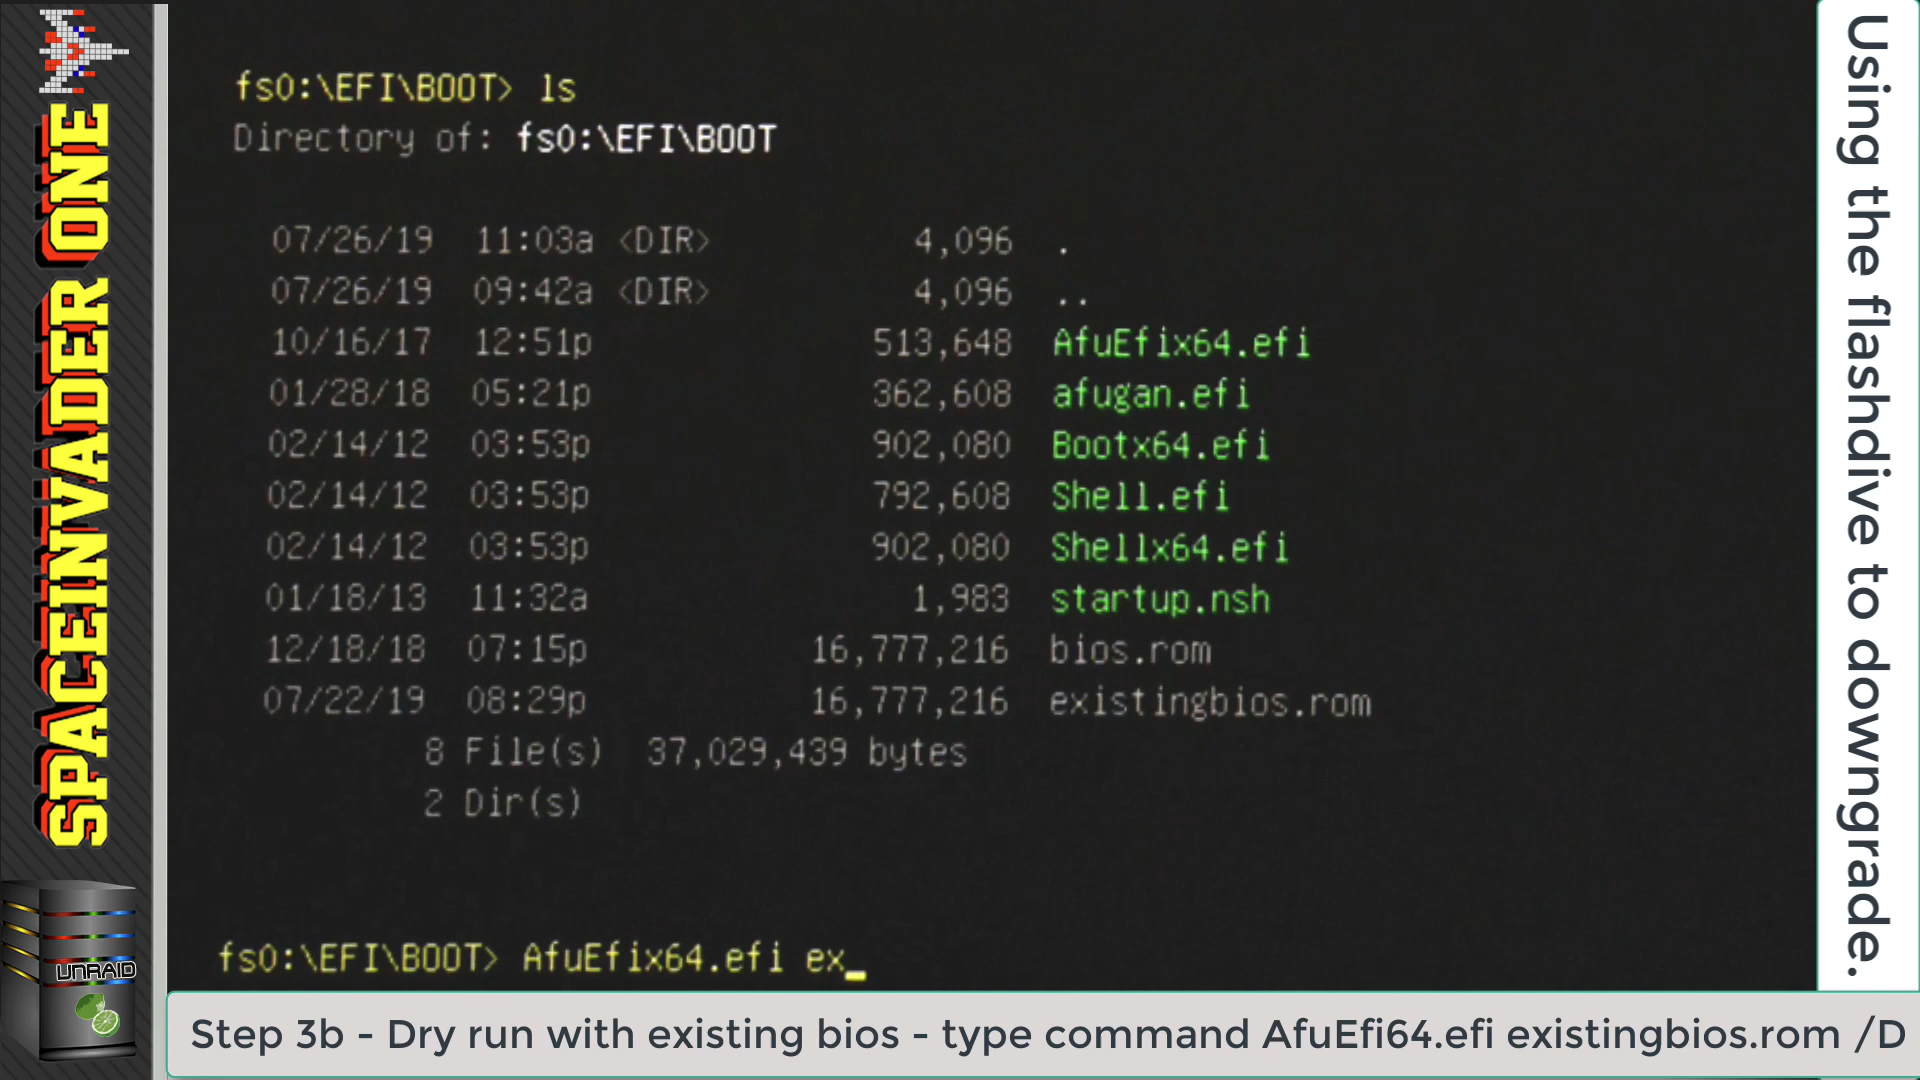 SPACEINVADER ONE
UNRAID
fs0:\EFI\BOOT> ls
Directory of: fs0:\EFI\BOOT
07/26/19 11:03a <DIR> 4,096 .
07/26/19 09:42a <DIR> 4,096 ..
10/16/17 12:51p 513,648 AfuEfix64.efi
01/28/18 05:21p 362,608 afugan.efi
02/14/12 03:53p 902,080 Bootx64.efi
02/14/12 03:53p 792,608 Shell.efi
02/14/12 03:53p 902,080 Shellx64.efi
01/18/13 11:32a 1,983 startup.nsh
12/18/18 07:15p 16,777,216 bios.rom
07/22/19 08:29p 16,777,216 existingbios.rom
8 File(s) 37,029,439 bytes
2 Dir(s)
fs0:\EFI\BOOT> AfuEfix64.efi ex_
Step 3b - Dry run with existing bios - type command AfuEfi64.efi existingbios.rom /D
Using the flashdive to downgrade.